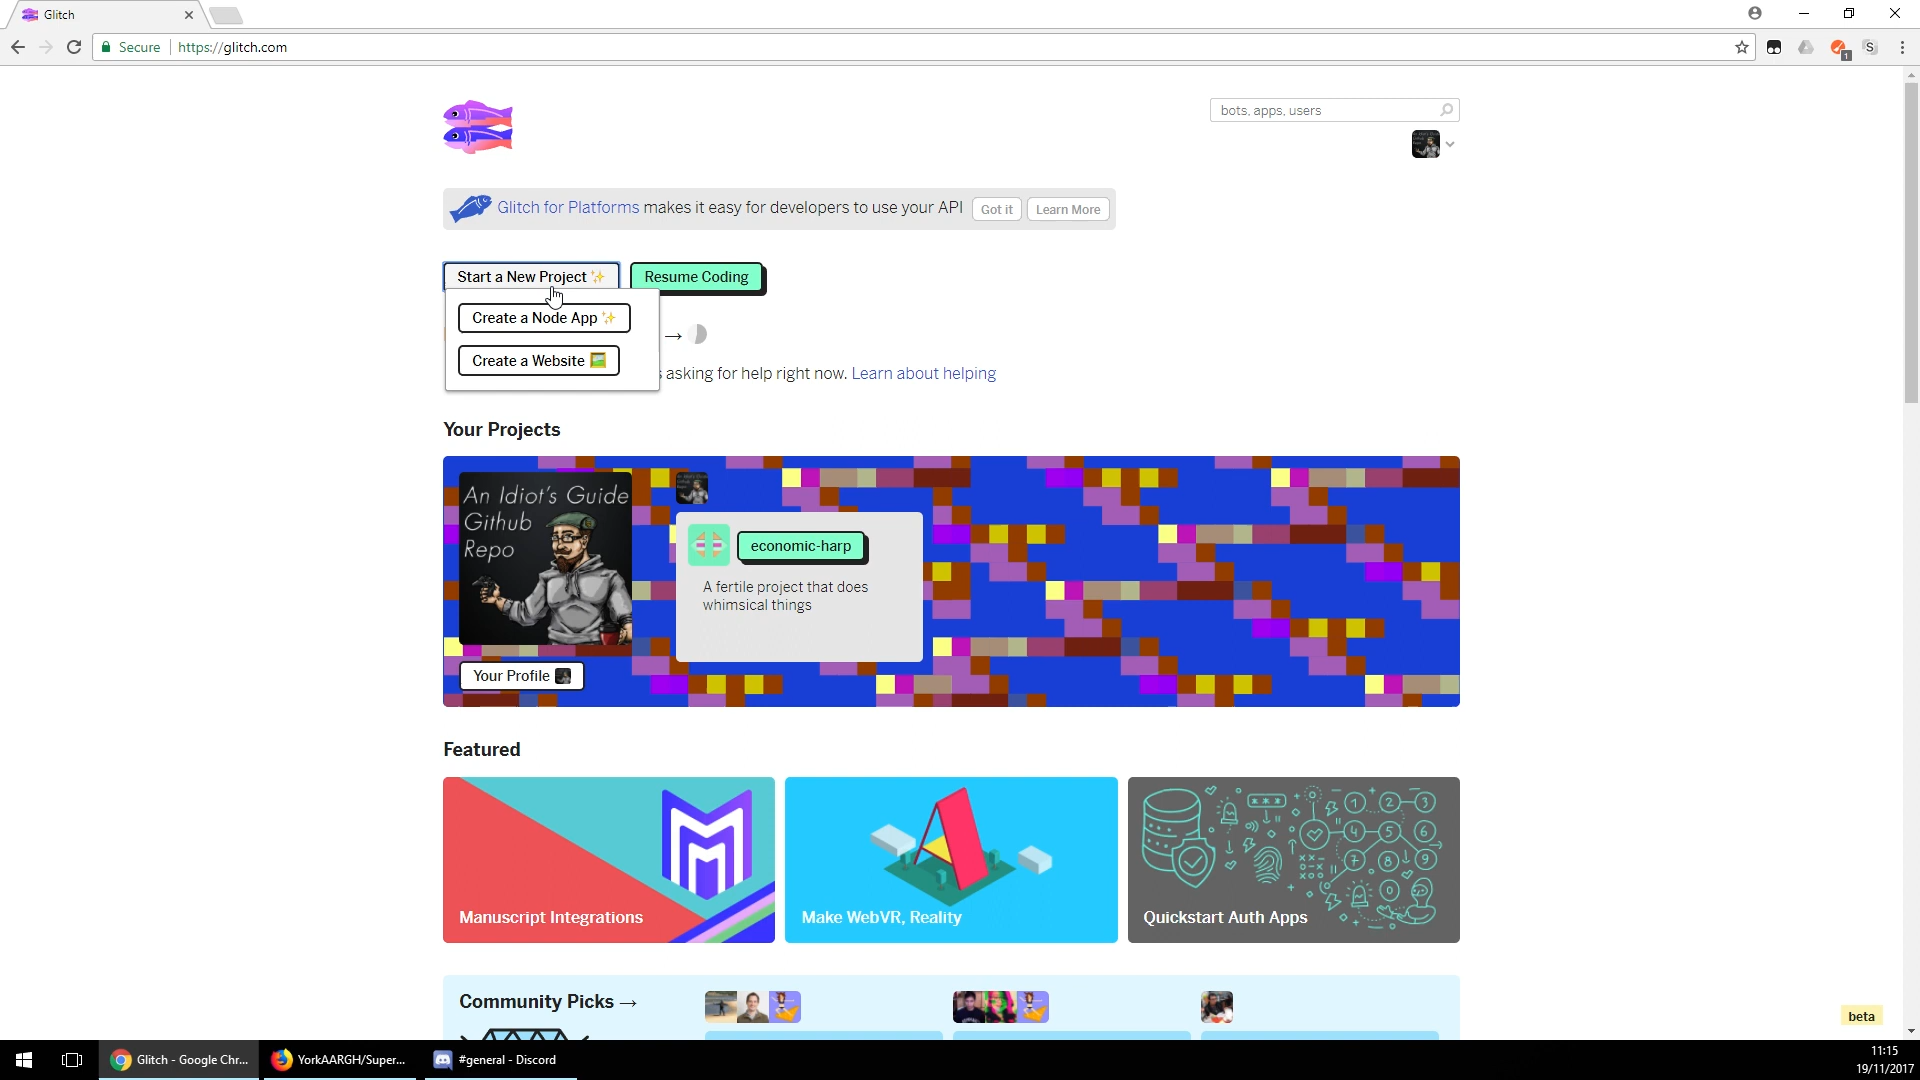 Glitch
Secure
https://glitch.com
bots, apps, users
Glitch for Platforms makes it easy for developers to use your API
Got it
Learn More
Start a New Project
Resume Coding
Create a Node App
→
Create a Website
asking for help right now. Learn about helping
Your Projects
An Idiot's Guide
Github
Repo
economic-harp
A fertile project that does
whimsical things
Your Profile
Featured
Manuscript Integrations
Make WebVR, Reality
Quickstart Auth Apps
Community Picks →
beta
Glitch - Google Chr...
YorkAARGH/Super...
#general - Discord
11:15
19/11/2017